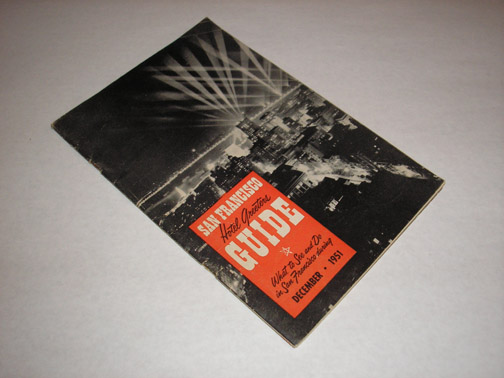 SAN FRANCISCO
Hotel Greeters
GUIDE
What to See and Do
in San Francisco during
DECEMBER • 1951